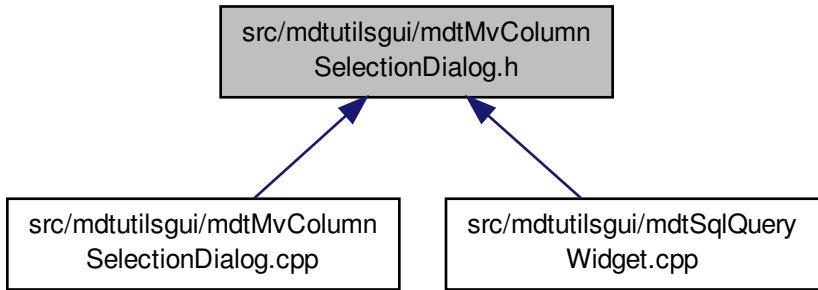 src/mdtutilsgui/mdtMvColumn
SelectionDialog.h
src/mdtutilsgui/mdtMvColumn
SelectionDialog.cpp
src/mdtutilsgui/mdtSqlQuery
Widget.cpp